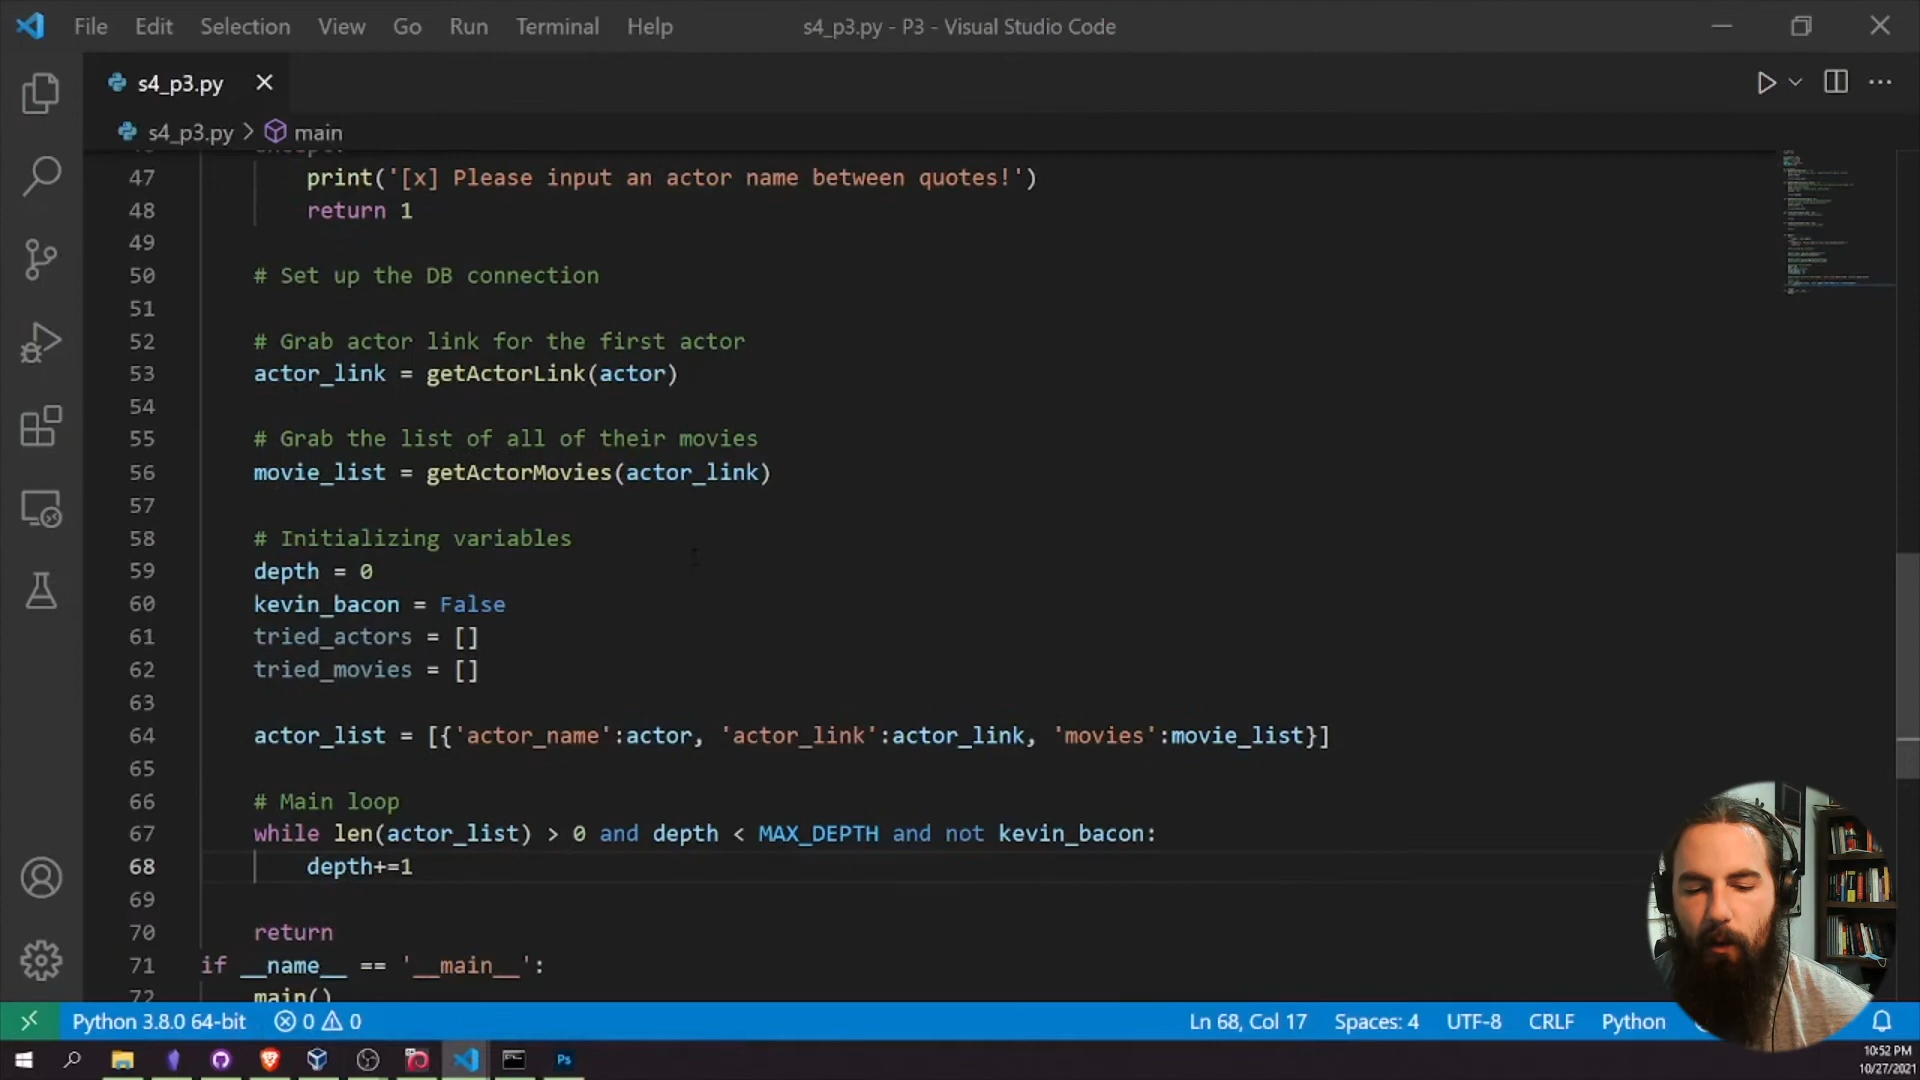 File Edit Selection View Go Run Terminal Help s4_p3.py - P3 - Visual Studio Code
s4_p3.py
s4_p3.py > main
47 print('[x] Please input an actor name between quotes!')
48 return 1
49
50 # Set up the DB connection
51
52 # Grab actor link for the first actor
53 actor_link = getActorLink(actor)
54
55 # Grab the list of all of their movies
56 movie_list = getActorMovies(actor_link)
57
58 # Initializing variables
59 depth = 0
60 kevin_bacon = False
61 tried_actors = []
62 tried_movies = []
63
64 actor_list = [{'actor_name':actor, 'actor_link':actor_link, 'movies':movie_list}]
65
66 # Main loop
67 while len(actor_list) > 0 and depth < MAX_DEPTH and not kevin_bacon:
68 depth+=1
69
70 return
71 if __name__ == '__main__':
72 main()
Python 3.8.0 64-bit 0 0 Ln 68, Col 17 Spaces: 4 UTF-8 CRLF Python
Ps
10:52 PM
10/27/2021